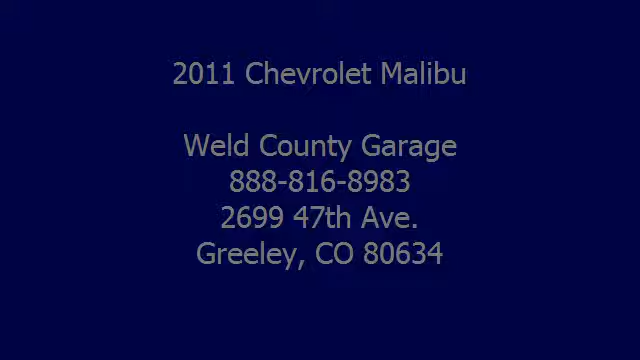 2011 Chevrolet Malibu
Weld County Garage
888-816-8983
2699 47th Ave.
Greeley, CO 80634